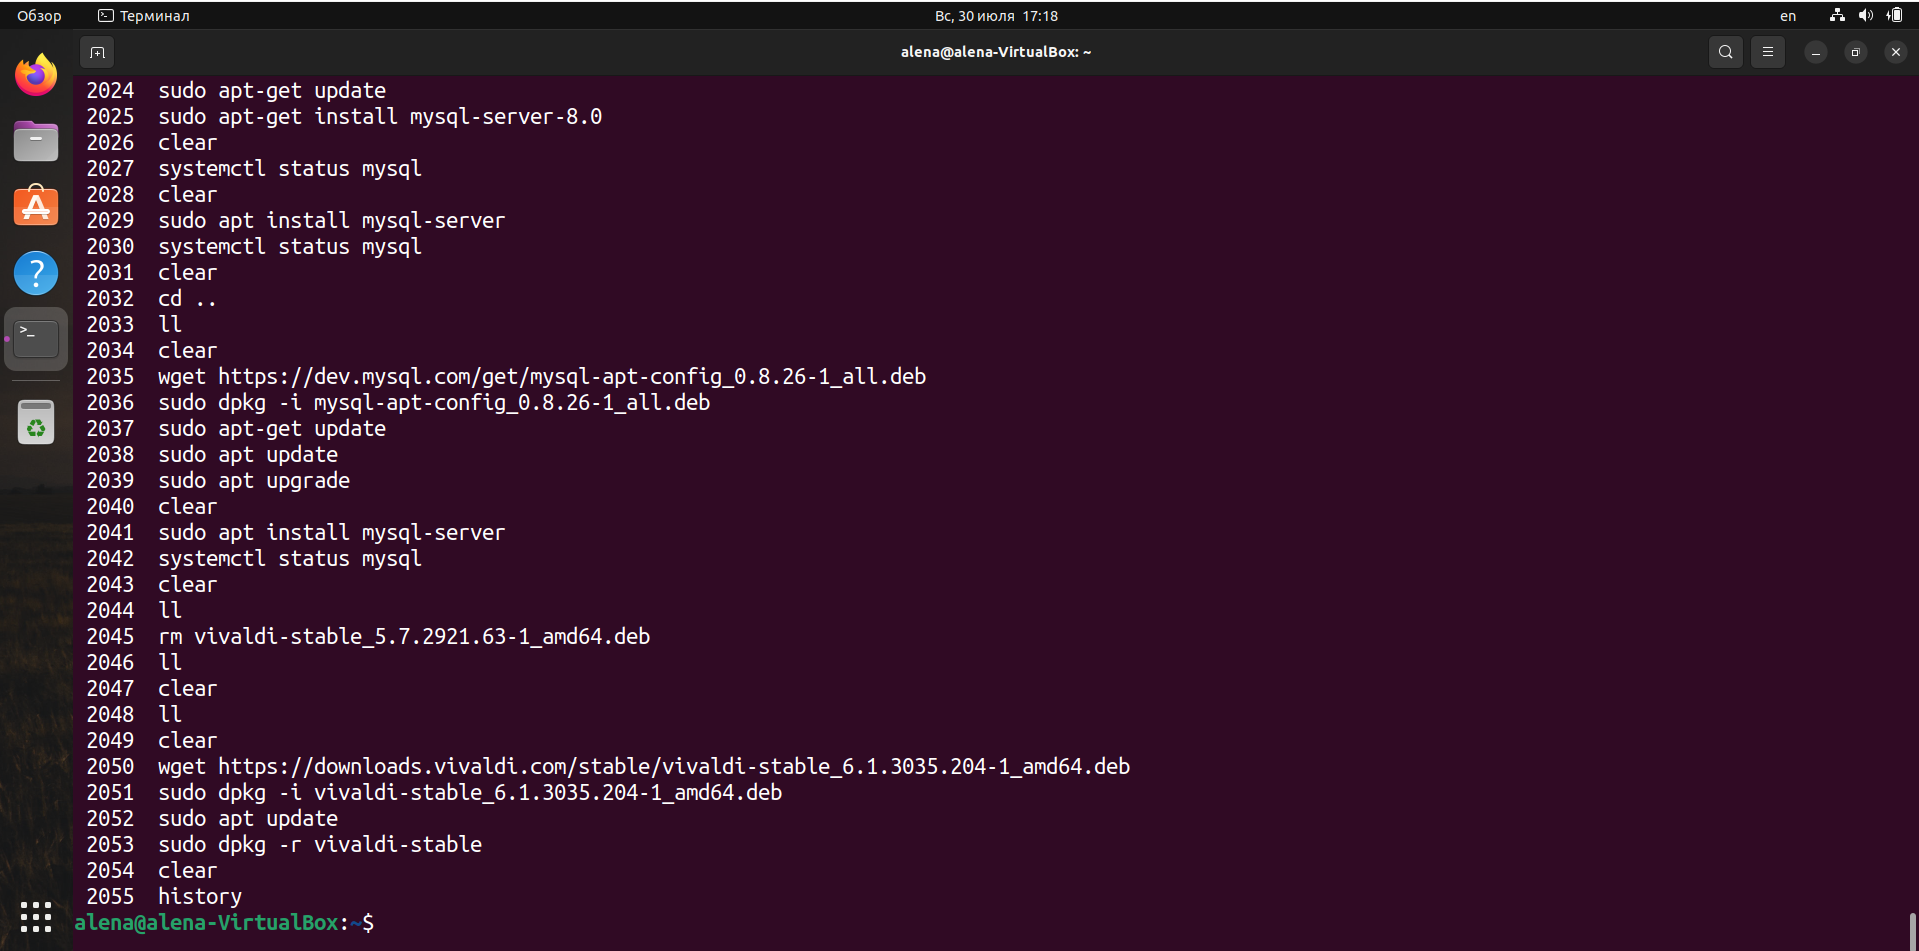 Обзор Терминал Вс, 30 июля 17:18 en
alena@alena-VirtualBox: ~
2024 sudo apt-get update
2025 sudo apt-get install mysql-server-8.0
2026 clear
2027 systemctl status mysql
2028 clear
2029 sudo apt install mysql-server
2030 systemctl status mysql
2031 clear
2032 cd ..
2033 ll
2034 clear
2035 wget https://dev.mysql.com/get/mysql-apt-config_0.8.26-1_all.deb
2036 sudo dpkg -i mysql-apt-config_0.8.26-1_all.deb
2037 sudo apt-get update
2038 sudo apt update
2039 sudo apt upgrade
2040 clear
2041 sudo apt install mysql-server
2042 systemctl status mysql
2043 clear
2044 ll
2045 rm vivaldi-stable_5.7.2921.63-1_amd64.deb
2046 ll
2047 clear
2048 ll
2049 clear
2050 wget https://downloads.vivaldi.com/stable/vivaldi-stable_6.1.3035.204-1_amd64.deb
2051 sudo dpkg -i vivaldi-stable_6.1.3035.204-1_amd64.deb
2052 sudo apt update
2053 sudo dpkg -r vivaldi-stable
2054 clear
2055 history
alena@alena-VirtualBox:~$